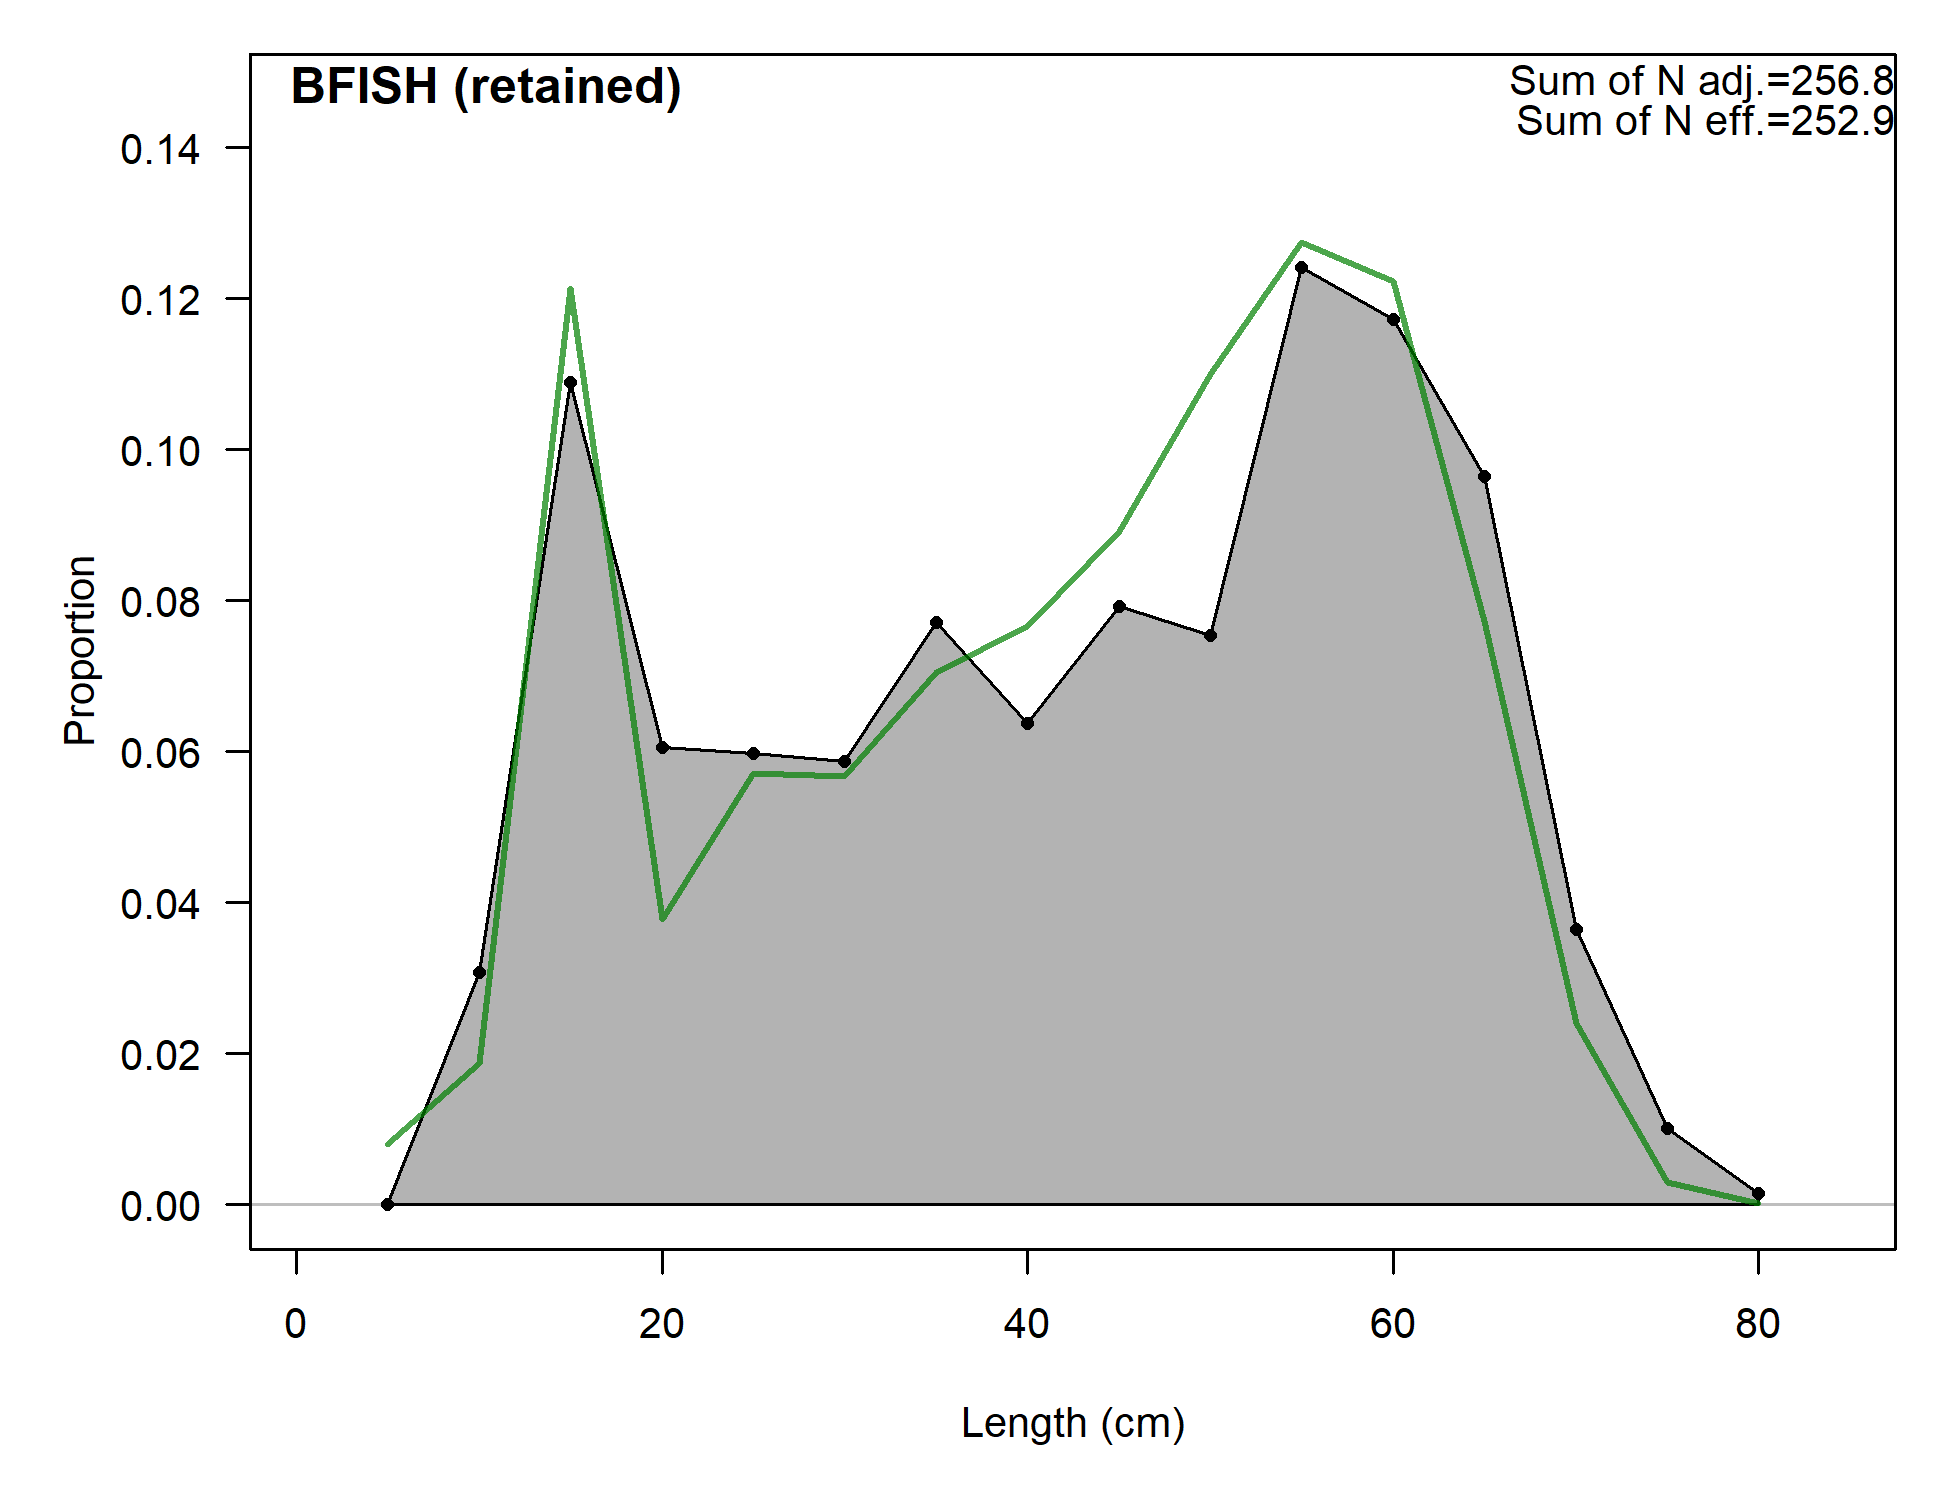 BFISH (retained)
Sum of N adj.=256.8
Sum of N eff.=252.9
0.14
0.12
0.10
0.08
0.06
0.04
0.02
0.00
Proportion
0 20 40 60 80
Length (cm)